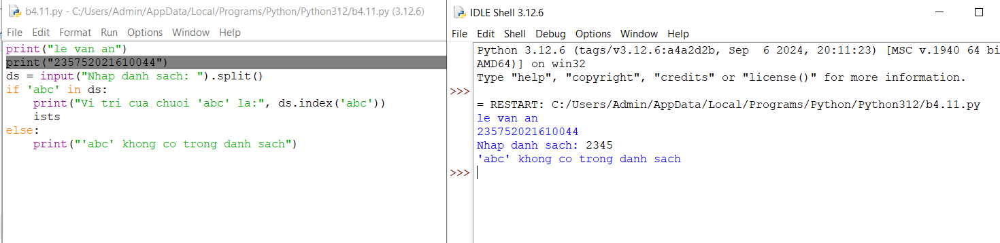 b4.11.py - C:/Users/Admin/AppData/Local/Programs/Python/Python312/b4.11.py (3.12.6)
File Edit Format Run Options Window Help
print("le van an")
print("235752021610044")
ds = input("Nhap danh sach: ").split()
if 'abc' in ds:
    print("Vi tri cua chuoi 'abc' la:", ds.index('abc'))
    ists
else:
    print("'abc' khong co trong danh sach")
IDLE Shell 3.12.6
File Edit Shell Debug Options Window Help
Python 3.12.6 (tags/v3.12.6:a4a2d2b, Sep  6 2024, 20:11:23) [MSC v.1940 64 bi
AMD64)] on win32
Type "help", "copyright", "credits" or "license()" for more information.
>>>
= RESTART: C:/Users/Admin/AppData/Local/Programs/Python/Python312/b4.11.py
le van an
235752021610044
Nhap danh sach: 2345
'abc' khong co trong danh sach
>>>